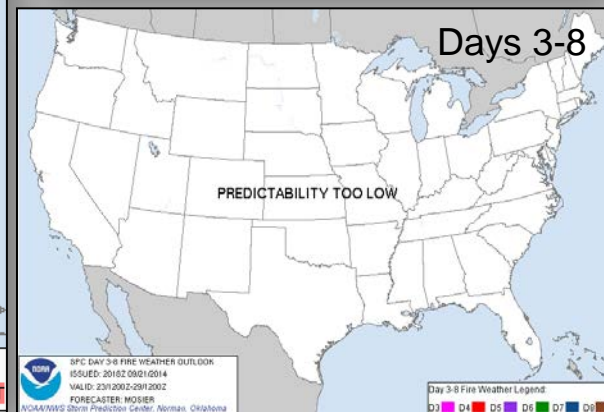 Days 3-8
PREDICTABILITY TOO LOW
NOAA
SPC DAY 3-8 FIRE WEATHER OUTLOOK
ISSUED: 2018Z 09/21/2014
VALID: 23/1200Z-29/1200Z
FORECASTER: MOSIER
NOAA/NWS Storm Prediction Center, Norman, Oklahoma
Day 3-8 Fire Weather Legend:
D3 D4 D5 D6 D7 D8